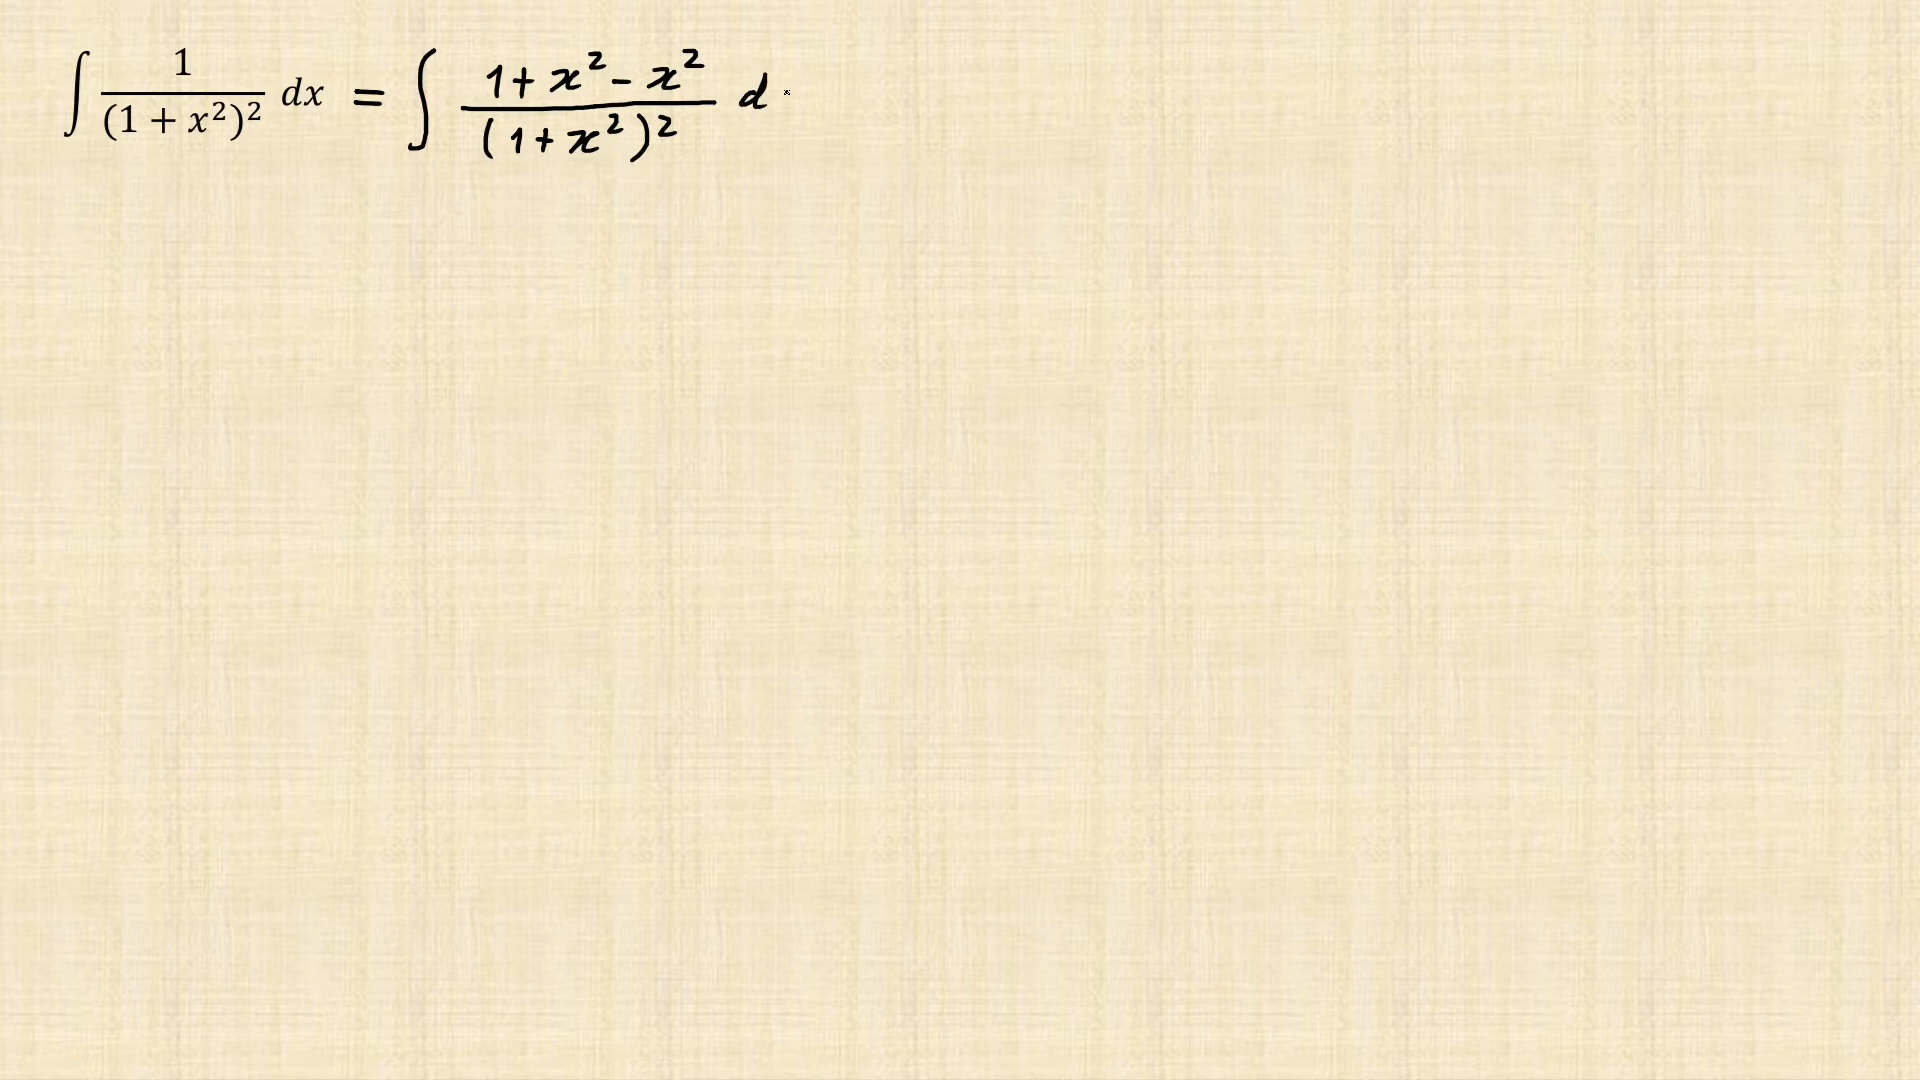 ∫ 1/(1 + x²)² dx = ∫ (1 + x² - x²)/(1 + x²)² d